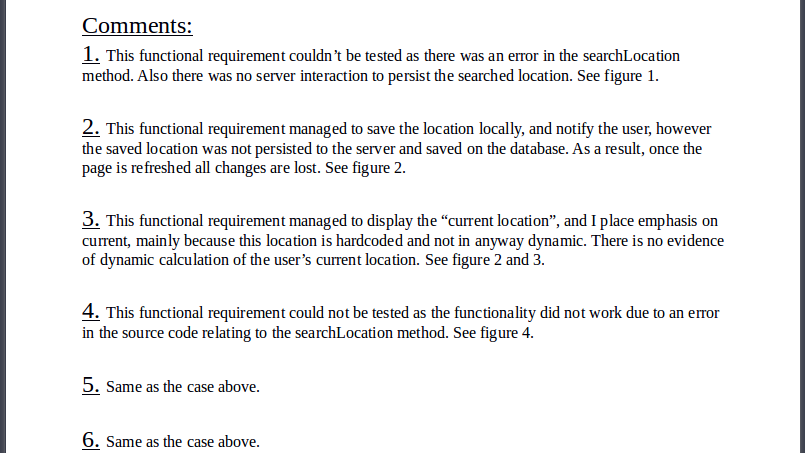 Comments:
1. This functional requirement couldn’t be tested as there was an error in the searchLocation
method. Also there was no server interaction to persist the searched location. See figure 1.
2. This functional requirement managed to save the location locally, and notify the user, however
the saved location was not persisted to the server and saved on the database. As a result, once the
page is refreshed all changes are lost. See figure 2.
3. This functional requirement managed to display the “current location”, and I place emphasis on
current, mainly because this location is hardcoded and not in anyway dynamic. There is no evidence
of dynamic calculation of the user’s current location. See figure 2 and 3.
4. This functional requirement could not be tested as the functionality did not work due to an error
in the source code relating to the searchLocation method. See figure 4.
5. Same as the case above.
6. Same as the case above.